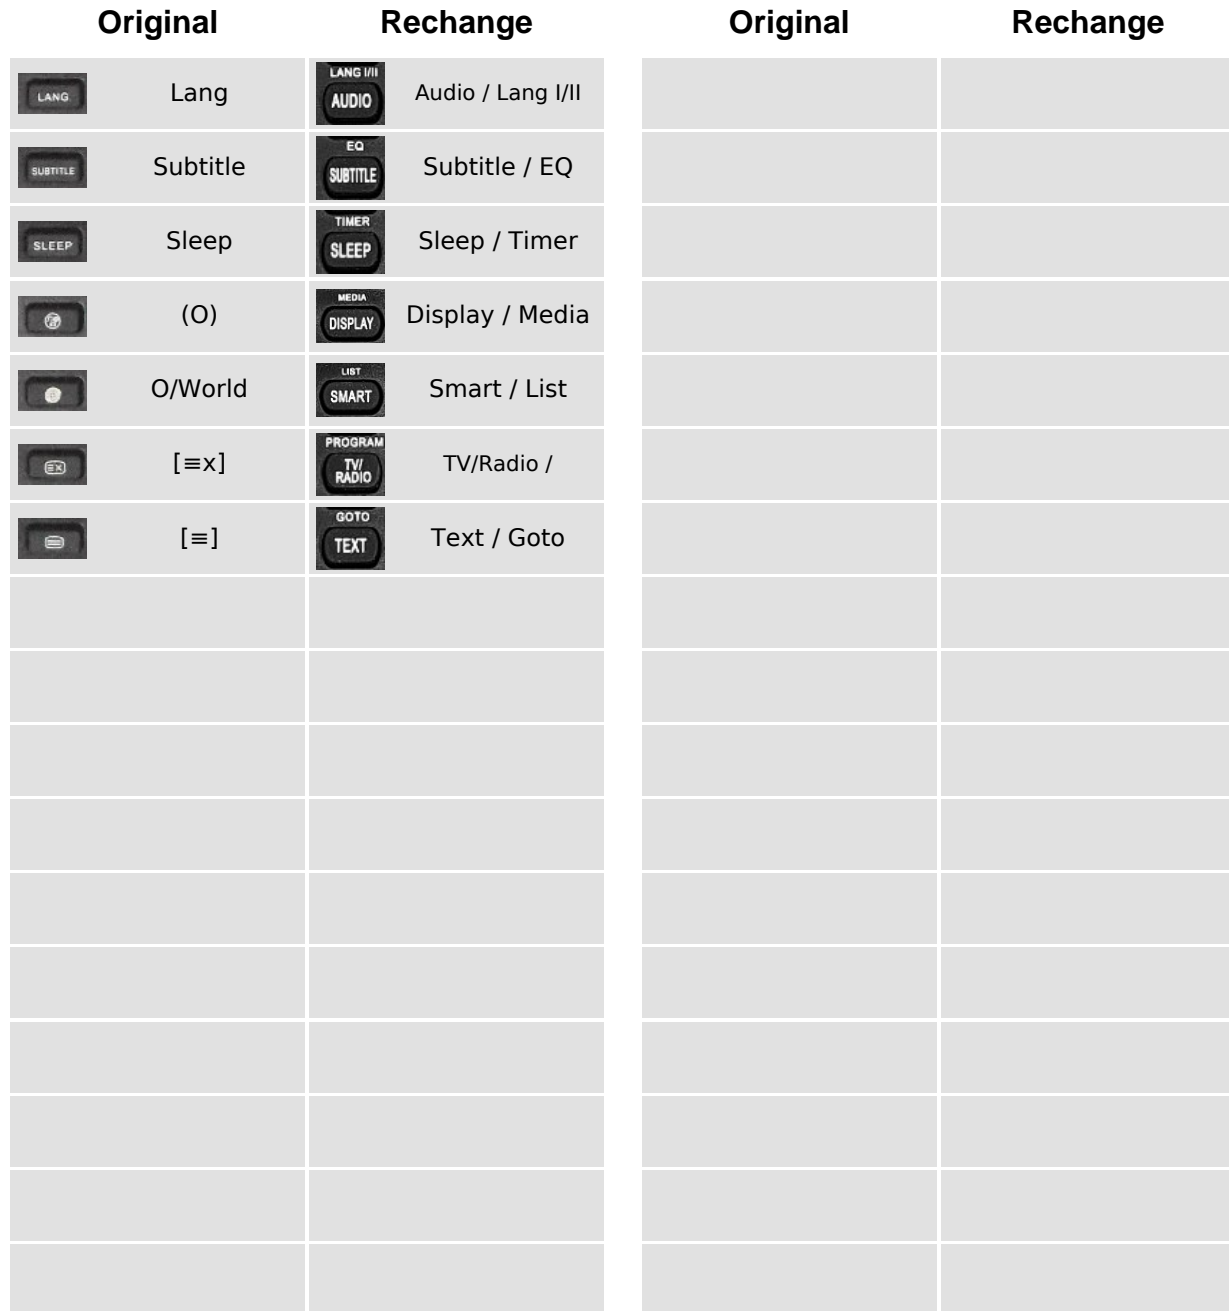 Original Rechange Original Rechange
LANG Lang LANG I/II AUDIO Audio / Lang I/II
SUBTITLE Subtitle EQ SUBTITLE Subtitle / EQ
SLEEP Sleep TIMER SLEEP Sleep / Timer
(O) MEDIA DISPLAY Display / Media
O/World LIST SMART Smart / List
[≡x] PROGRAM TV/ RADIO TV/Radio /
[≡] GOTO TEXT Text / Goto